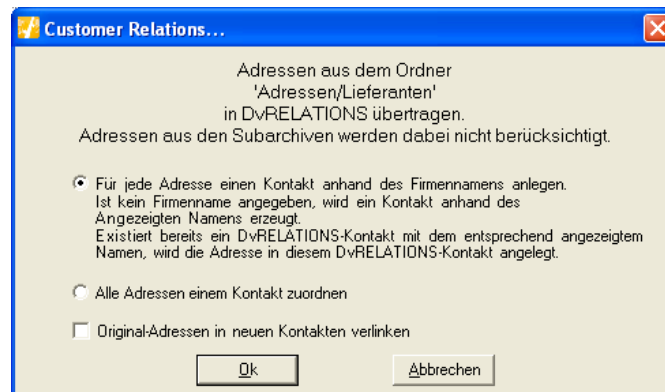 Customer Relations...
Adressen aus dem Ordner
'Adressen/Lieferanten'
in DvRELATIONS übertragen.
Adressen aus den Subarchiven werden dabei nicht berücksichtigt.
Für jede Adresse einen Kontakt anhand des Firmennamens anlegen.
Ist kein Firmenname angegeben, wird ein Kontakt anhand des
Angezeigten Namens erzeugt.
Existiert bereits ein DvRELATIONS-Kontakt mit dem entsprechend angezeigtem
Namen, wird die Adresse in diesem DvRELATIONS-Kontakt angelegt.
Alle Adressen einem Kontakt zuordnen
Original-Adressen in neuen Kontakten verlinken
Ok
Abbrechen